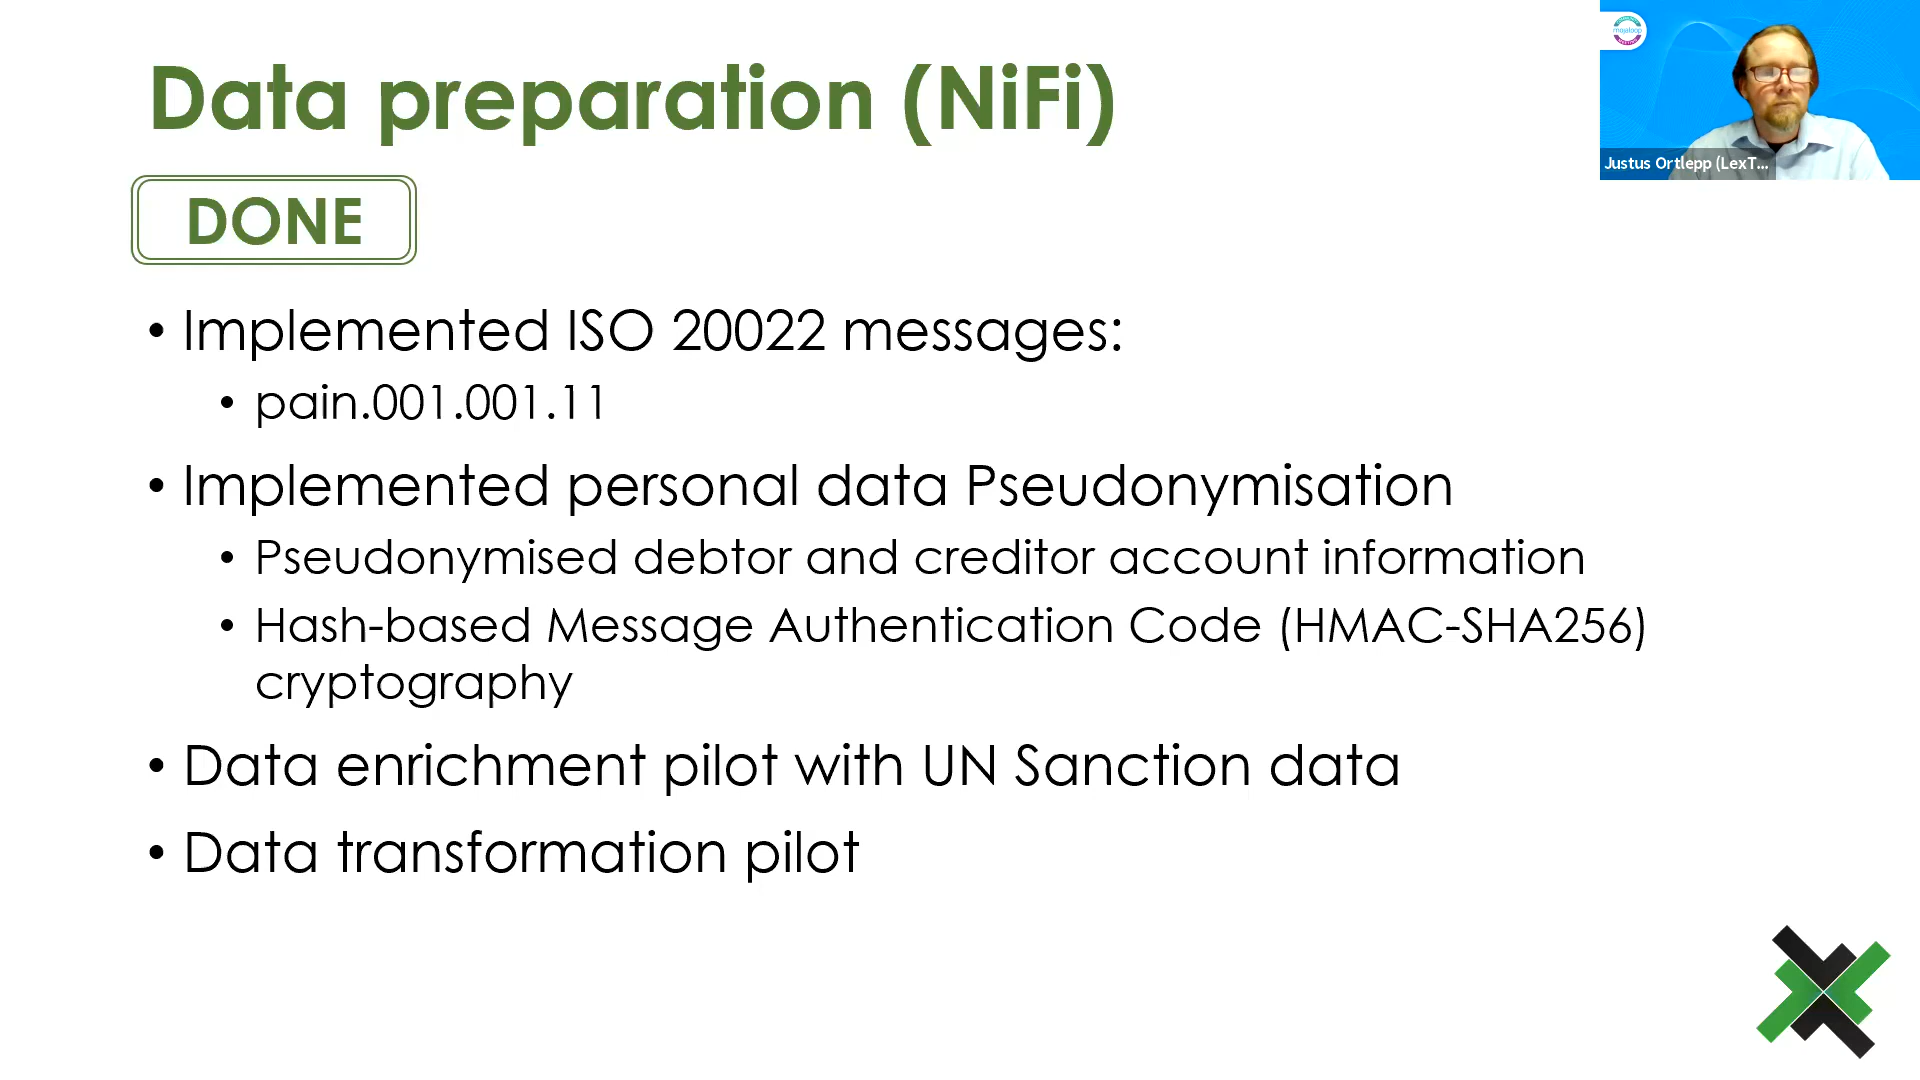 Data preparation (NiFi)
DONE
• Implemented ISO 20022 messages:
• pain.001.001.11
• Implemented personal data Pseudonymisation
• Pseudonymised debtor and creditor account information
• Hash-based Message Authentication Code (HMAC-SHA256)
cryptography
• Data enrichment pilot with UN Sanction data
• Data transformation pilot
mojaloop
Justus Ortlepp (LexT...